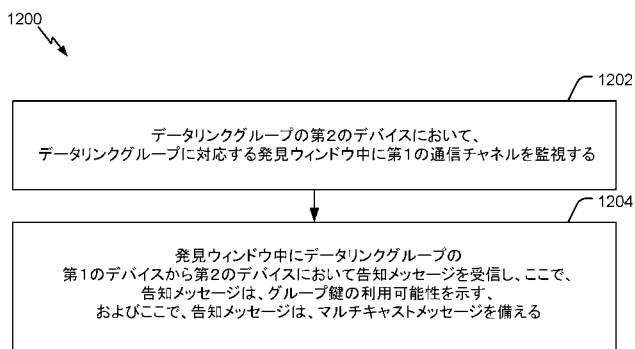 1200
1202
データリンクグループの第2のデバイスにおいて、
データリンクグループに対応する発見ウィンドウ中に第1の通信チャネルを監視する
1204
発見ウィンドウ中にデータリンクグループの
第1のデバイスから第2のデバイスにおいて告知メッセージを受信し、ここで、
告知メッセージは、グループ鍵の利用可能性を示す、
およびここで、告知メッセージは、マルチキャストメッセージを備える